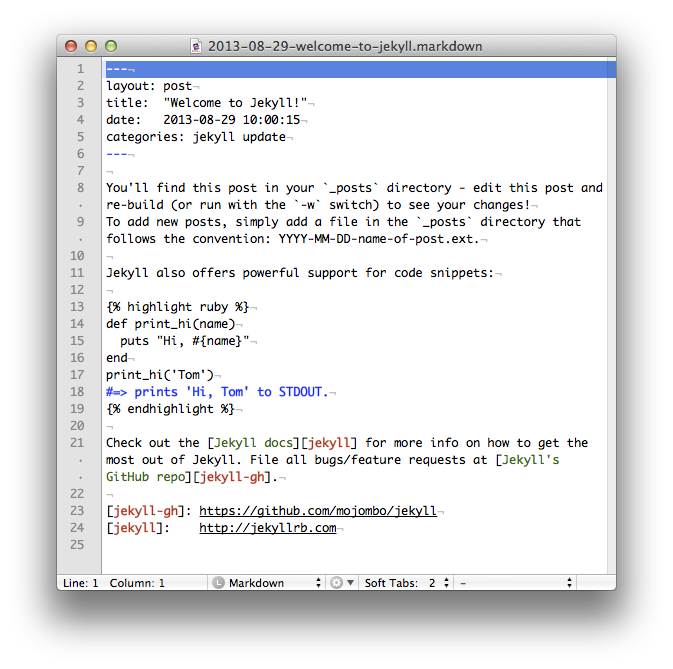 2013-08-29-welcome-to-jekyll.markdown
1 ---¬
2 layout: post¬
3 title:  "Welcome to Jekyll!"¬
4 date:   2013-08-29 10:00:15¬
5 categories: jekyll update¬
6 ---¬
7 ¬
8 You'll find this post in your `_posts` directory - edit this post and
· re-build (or run with the `-w` switch) to see your changes!¬
9 To add new posts, simply add a file in the `_posts` directory that
· follows the convention: YYYY-MM-DD-name-of-post.ext.¬
10 ¬
11 Jekyll also offers powerful support for code snippets:¬
12 ¬
13 {% highlight ruby %}¬
14 def print_hi(name)¬
15   puts "Hi, #{name}"¬
16 end¬
17 print_hi('Tom')¬
18 #=> prints 'Hi, Tom' to STDOUT.¬
19 {% endhighlight %}¬
20 ¬
21 Check out the [Jekyll docs][jekyll] for more info on how to get the
· most out of Jekyll. File all bugs/feature requests at [Jekyll's
· GitHub repo][jekyll-gh].¬
22 ¬
23 [jekyll-gh]: https://github.com/mojombo/jekyll¬
24 [jekyll]:    http://jekyllrb.com¬
25
Line: 1 Column: 1 L Markdown Soft Tabs: 2 –